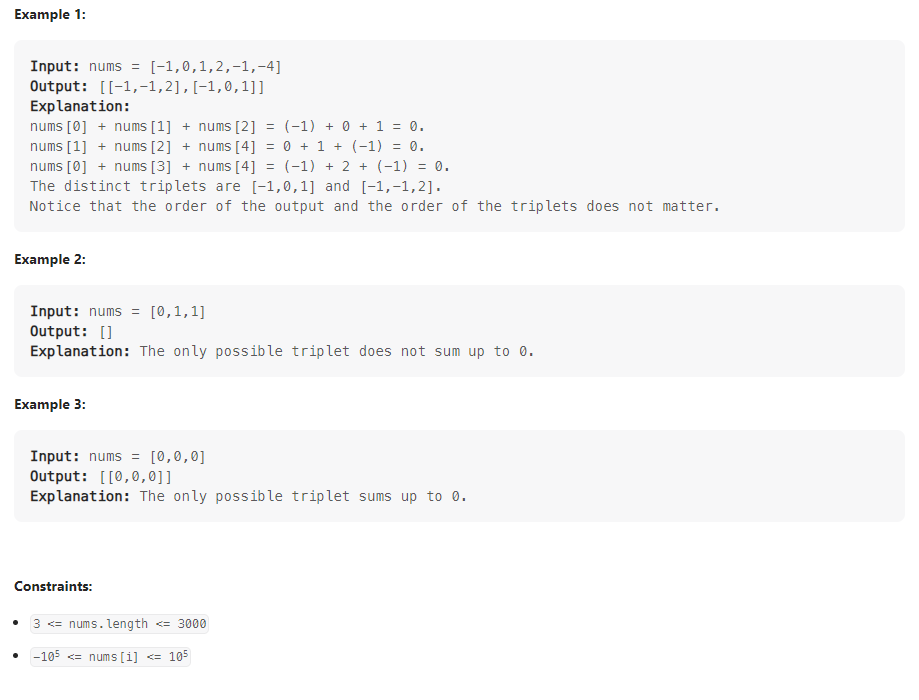 Example 1:
Input: nums = [-1,0,1,2,-1,-4]
Output: [[-1,-1,2],[-1,0,1]]
Explanation:
nums[0] + nums[1] + nums[2] = (-1) + 0 + 1 = 0.
nums[1] + nums[2] + nums[4] = 0 + 1 + (-1) = 0.
nums[0] + nums[3] + nums[4] = (-1) + 2 + (-1) = 0.
The distinct triplets are [-1,0,1] and [-1,-1,2].
Notice that the order of the output and the order of the triplets does not matter.
Example 2:
Input: nums = [0,1,1]
Output: []
Explanation: The only possible triplet does not sum up to 0.
Example 3:
Input: nums = [0,0,0]
Output: [[0,0,0]]
Explanation: The only possible triplet sums up to 0.
Constraints:
• 3 <= nums.length <= 3000
• -10⁵ <= nums[i] <= 10⁵